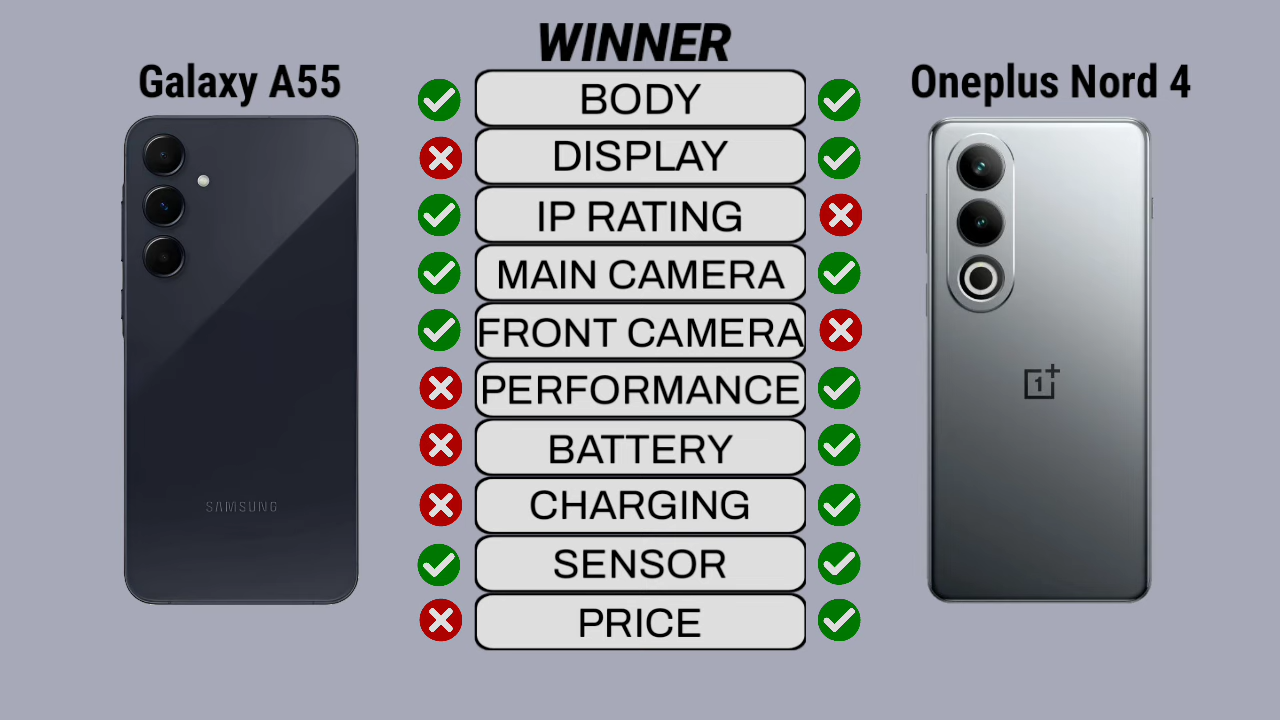 WINNER
Galaxy A55
Oneplus Nord 4
BODY
DISPLAY
IP RATING
MAIN CAMERA
FRONT CAMERA
PERFORMANCE
BATTERY
CHARGING
SENSOR
PRICE
SAMSUNG
1+